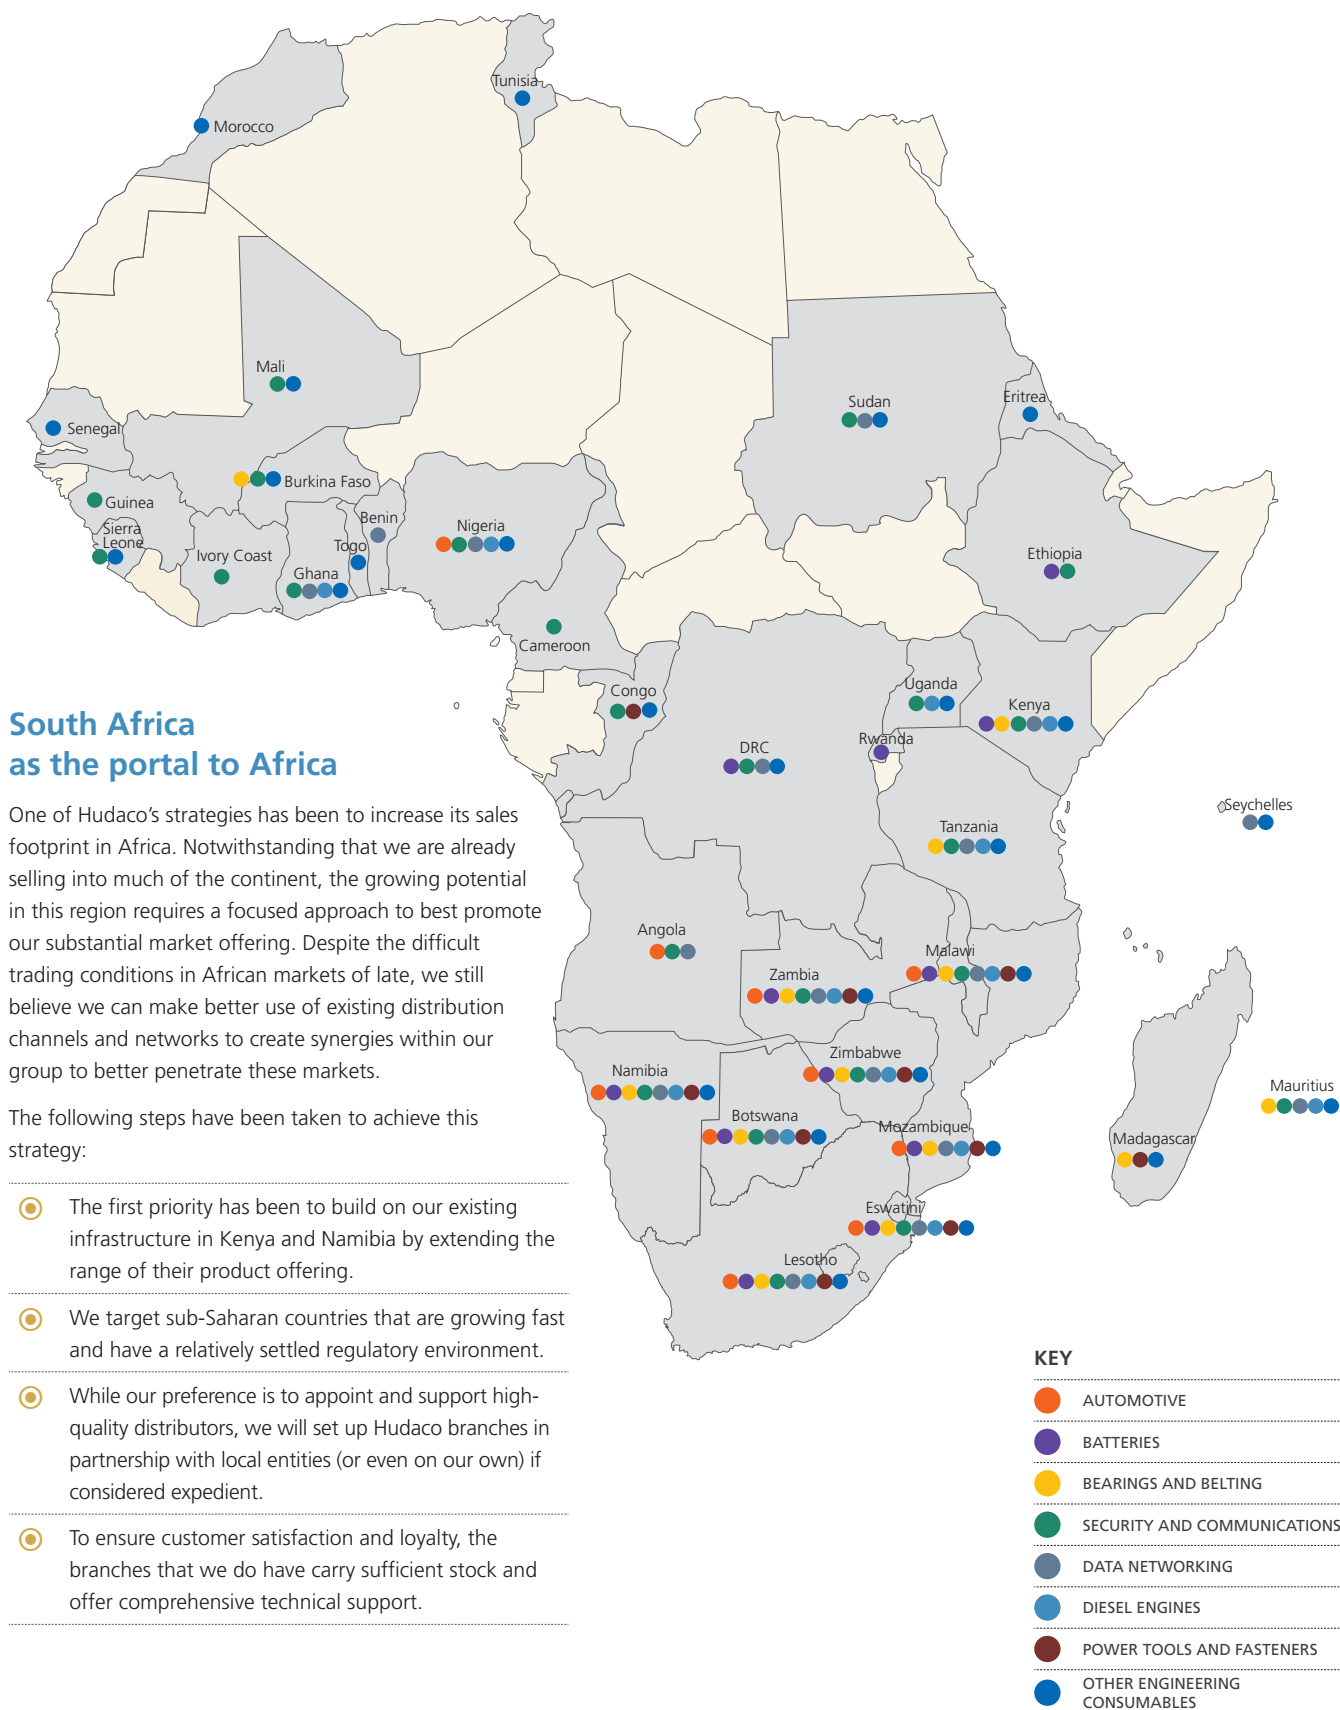 Tunisia
Morocco
Mali
Senegal
Sudan
Eritrea
Burkina Faso
Guinea
Sierra
Leone
Benin
Nigeria
Togo
Ivory Coast
Ghana
Ethiopia
Cameroon
Congo
Uganda
Kenya
Rwanda
DRC
Seychelles
Tanzania
Angola
Malawi
Zambia
Zimbabwe
Namibia
Mauritius
Botswana
Mozambique
Madagascar
Eswatini
Lesotho
South Africa
as the portal to Africa
One of Hudaco’s strategies has been to increase its sales
footprint in Africa. Notwithstanding that we are already
selling into much of the continent, the growing potential
in this region requires a focused approach to best promote
our substantial market offering. Despite the difficult
trading conditions in African markets of late, we still
believe we can make better use of existing distribution
channels and networks to create synergies within our
group to better penetrate these markets.
The following steps have been taken to achieve this
strategy:
The first priority has been to build on our existing
infrastructure in Kenya and Namibia by extending the
range of their product offering.
We target sub-Saharan countries that are growing fast
and have a relatively settled regulatory environment.
While our preference is to appoint and support high-
quality distributors, we will set up Hudaco branches in
partnership with local entities (or even on our own) if
considered expedient.
To ensure customer satisfaction and loyalty, the
branches that we do have carry sufficient stock and
offer comprehensive technical support.
KEY
AUTOMOTIVE
BATTERIES
BEARINGS AND BELTING
SECURITY AND COMMUNICATIONS
DATA NETWORKING
DIESEL ENGINES
POWER TOOLS AND FASTENERS
OTHER ENGINEERING
CONSUMABLES